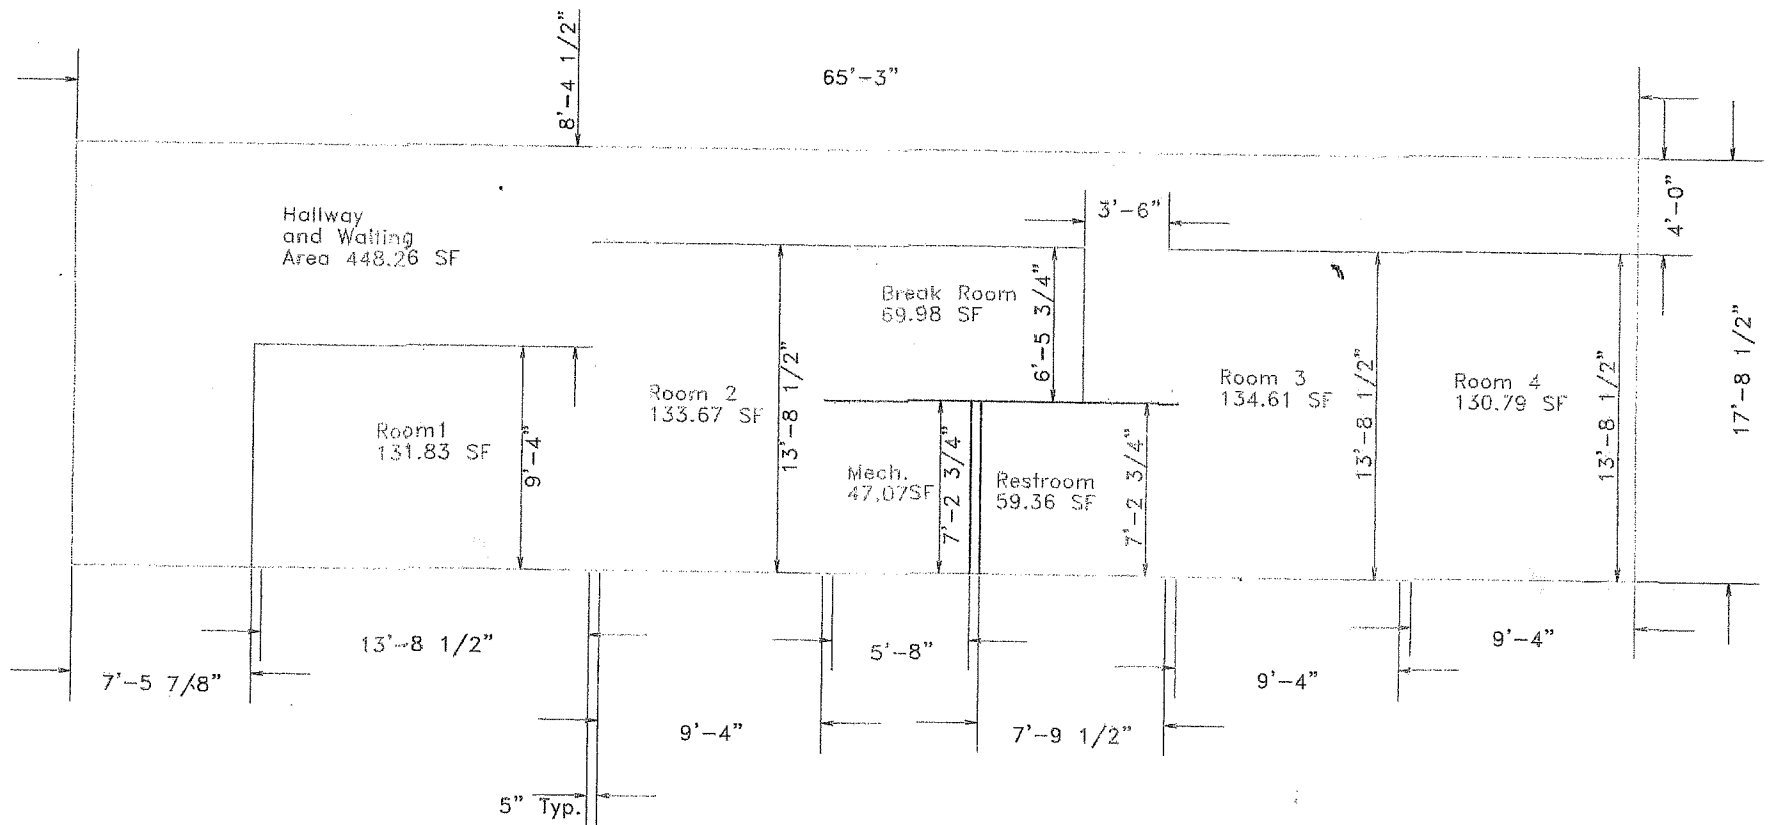 8'-4 1/2"
65'-3"
3'-6"
4'-0"
Hallway
and Waiting
Area 448.26 SF
Break Room
69.98 SF
6'-5 3/4"
17'-8 1/2"
Room 2
133.67 SF
13'-8 1/2"
Room 3
134.61 SF
13'-8 1/2"
Room 4
130.79 SF
13'-8 1/2"
Room1
131.83 SF
9'-4"
Mech.
47.07SF
7'-2 3/4"
Restroom
59.36 SF
7'-2 3/4"
13'-8 1/2"
5'-8"
9'-4"
7'-5 7/8"
9'-4"
9'-4"
7'-9 1/2"
5" Typ.